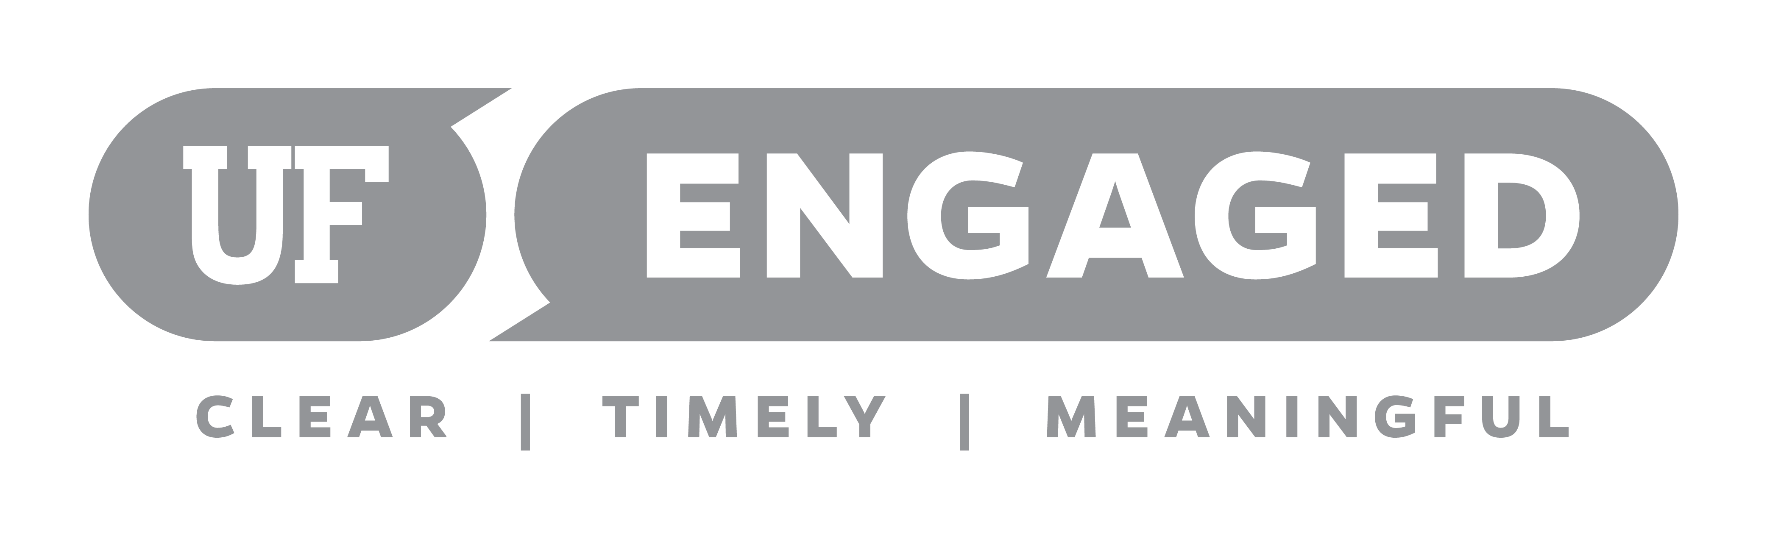 UF ENGAGED
CLEAR | TIMELY | MEANINGFUL